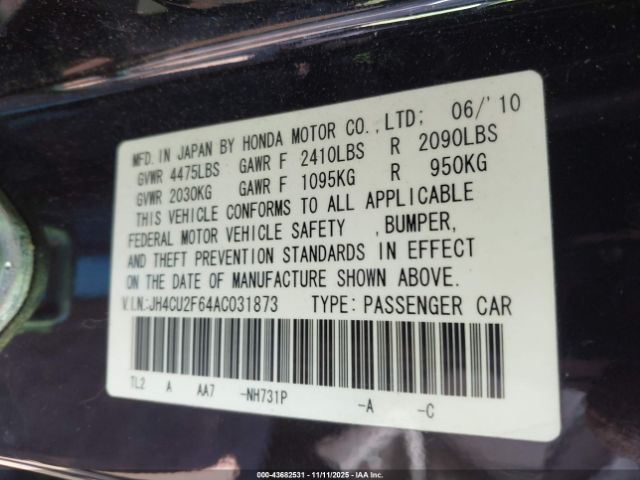 MFD. IN JAPAN BY HONDA MOTOR CO.,LTD; 06/'10
GVWR 4475LBS GAWR F 2410LBS R 2090LBS
GVWR 2030KG GAWR F 1095KG R 950KG
THIS VEHICLE CONFORMS TO ALL APPLICABLE
FEDERAL MOTOR VEHICLE SAFETY ,BUMPER,
AND THEFT PREVENTION STANDARDS IN EFFECT
ON THE DATE OF MANUFACTURE SHOWN ABOVE.
V.I.N:JH4CU2F64AC031873 TYPE: PASSENGER CAR
TL2 A AA7 -NH731P -A -C
000-43682531 - 11/11/2025 - IAAI.COM